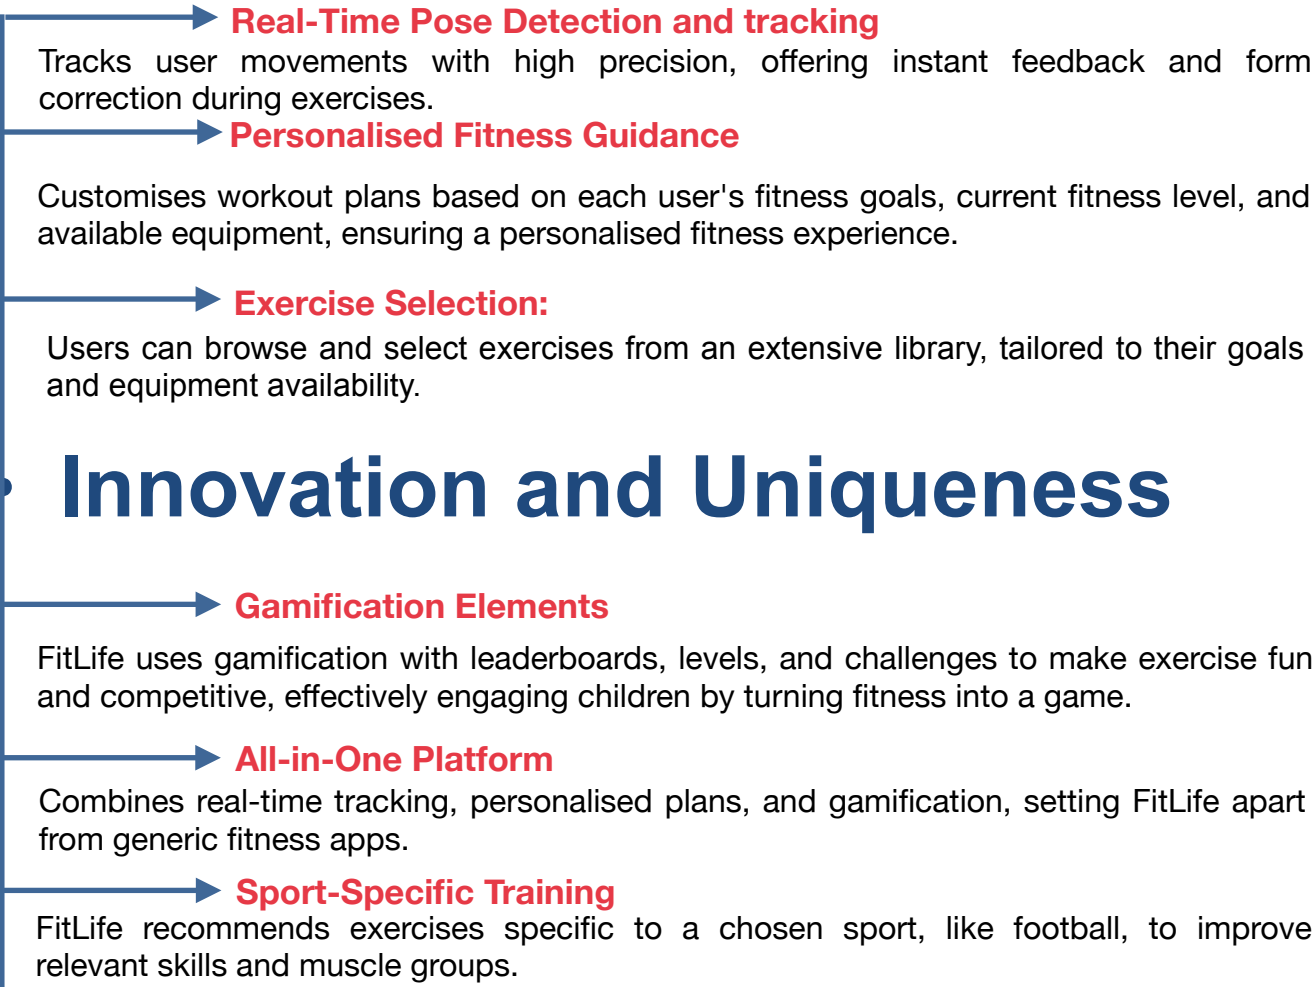 Real-Time Pose Detection and tracking
Tracks user movements with high precision, offering instant feedback and form
correction during exercises.
Personalised Fitness Guidance
Customises workout plans based on each user's fitness goals, current fitness level, and
available equipment, ensuring a personalised fitness experience.
Exercise Selection:
Users can browse and select exercises from an extensive library, tailored to their goals
and equipment availability.
• Innovation and Uniqueness
Gamification Elements
FitLife uses gamification with leaderboards, levels, and challenges to make exercise fun
and competitive, effectively engaging children by turning fitness into a game.
All-in-One Platform
Combines real-time tracking, personalised plans, and gamification, setting FitLife apart
from generic fitness apps.
Sport-Specific Training
FitLife recommends exercises specific to a chosen sport, like football, to improve
relevant skills and muscle groups.